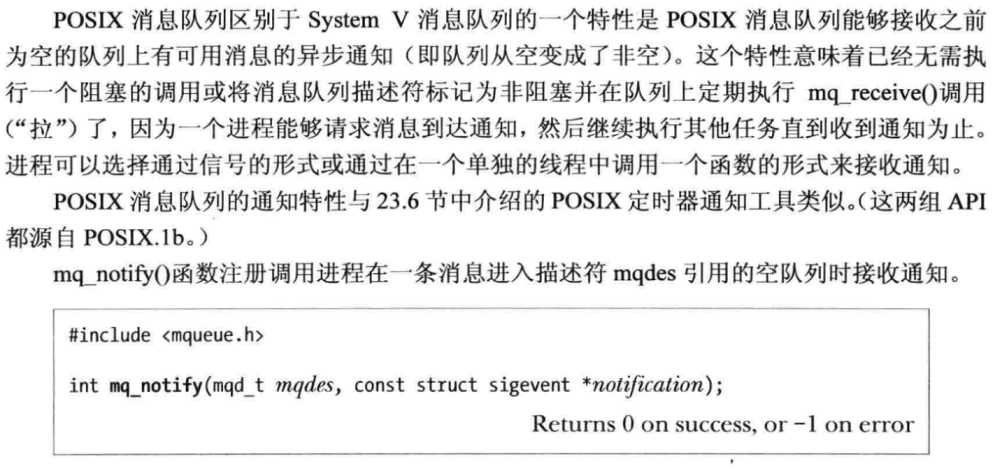 POSIX 消息队列区别于 System V 消息队列的一个特性是 POSIX 消息队列能够接收之前
为空的队列上有可用消息的异步通知（即队列从空变成了非空）。这个特性意味着已经无需执
行一个阻塞的调用或将消息队列描述符标记为非阻塞并在队列上定期执行 mq_receive()调用
（“拉”）了，因为一个进程能够请求消息到达通知，然后继续执行其他任务直到收到通知为止。
进程可以选择通过信号的形式或通过在一个单独的线程中调用一个函数的形式来接收通知。
POSIX 消息队列的通知特性与 23.6 节中介绍的 POSIX 定时器通知工具类似。（这两组 API
都源自 POSIX.1b。）
mq_notify()函数注册调用进程在一条消息进入描述符 mqdes 引用的空队列时接收通知。
#include <mqueue.h>
int mq_notify(mqd_t mqdes, const struct sigevent *notification);
Returns 0 on success, or −1 on error